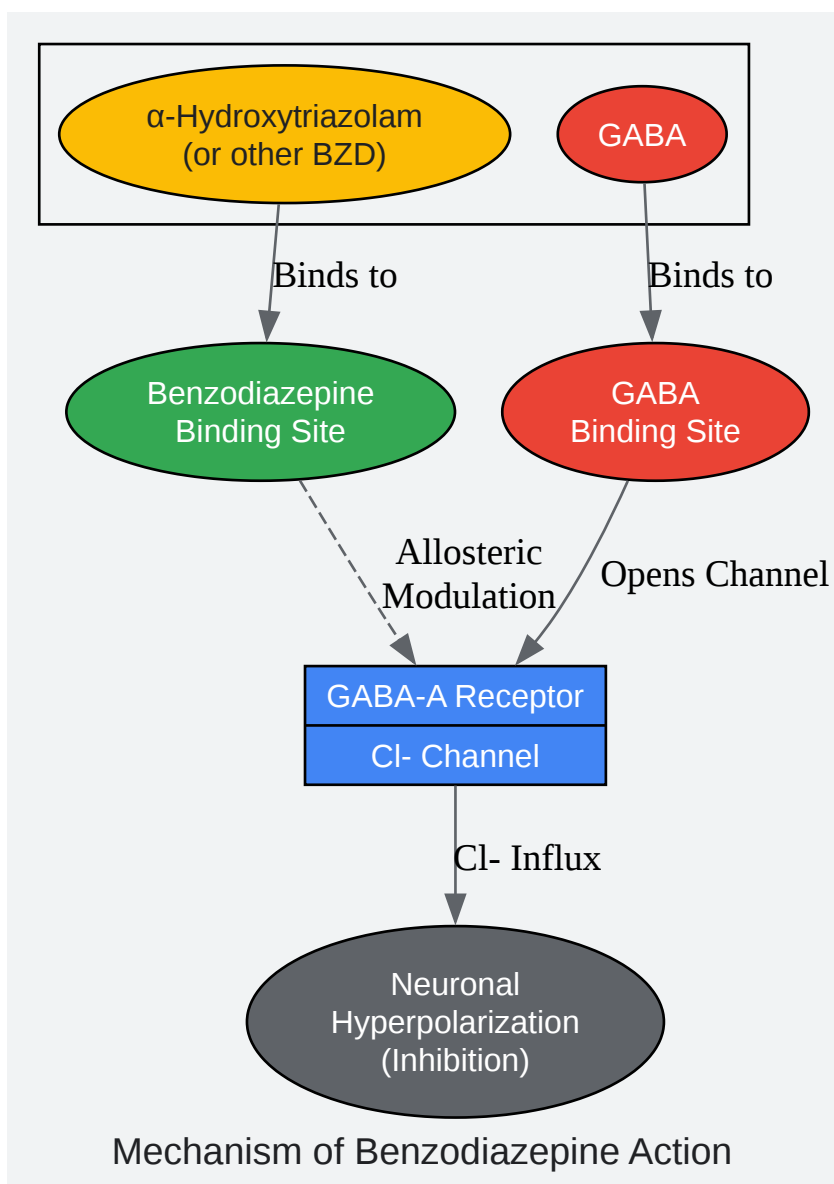 α-Hydroxytriazolam
(or other BZD)
GABA
Binds to
Binds to
Benzodiazepine
Binding Site
GABA
Binding Site
Allosteric
Modulation
Opens Channel
GABA-A Receptor
Cl- Channel
Cl- Influx
Neuronal
Hyperpolarization
(Inhibition)
Mechanism of Benzodiazepine Action